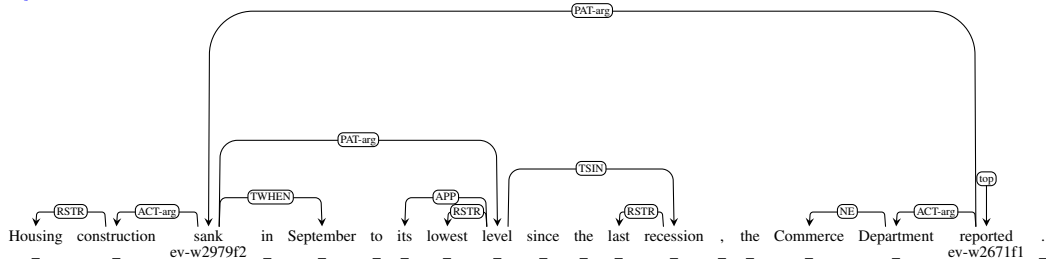 PAT-arg
PAT-arg
TSIN
TWHEN APP top
RSTR ACT-arg RSTR RSTR NE ACT-arg
Housing construction sank in September to its lowest level since the last recession , the Commerce Department reported .
_ _ ev-w2979f2 _ _ _ _ _ _ _ _ _ _ _ _ _ _ ev-w2671f1 _